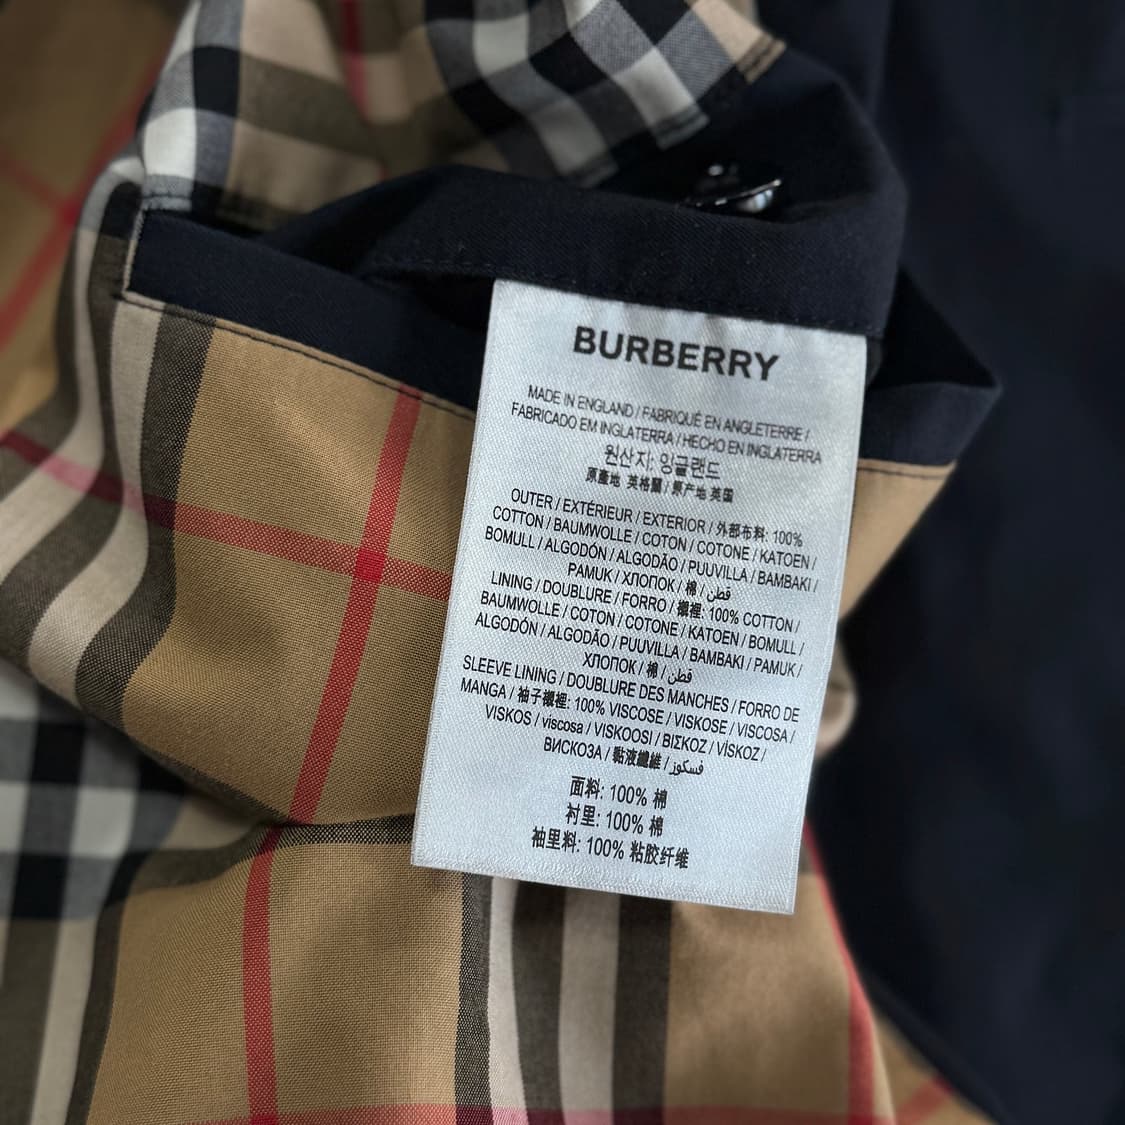 BURBERRY
MADE IN ENGLAND / FABRIQUÉ EN ANGLETERRE /
FABRICADO EM INGLATERRA / HECHO EN INGLATERRA
원산지: 잉글랜드
原產地 英格蘭 / 原产地 英国
OUTER / EXTÉRIEUR / EXTERIOR / 外部布料: 100%
COTTON / BAUMWOLLE / COTON / COTONE / KATOEN /
BOMULL / ALGODÓN / ALGODÃO / PUUVILLA / BAMBAKI /
PAMUK / ХЛОПОК / 棉 / قطن
LINING / DOUBLURE / FORRO / 襯裡: 100% COTTON /
BAUMWOLLE / COTON / COTONE / KATOEN / BOMULL /
ALGODÓN / ALGODÃO / PUUVILLA / BAMBAKI / PAMUK /
ХЛОПОК / 棉 / قطن
SLEEVE LINING / DOUBLURE DES MANCHES / FORRO DE
MANGA / 袖子襯裡: 100% VISCOSE / VISKOSE / VISCOSA /
VISKOS / viscosa / VISKOOSI / ΒΙΣΚΟΖ / VİSKOZ /
ВИСКОЗА / 黏液纖維 / فسكوز
面料: 100% 棉
衬里: 100% 棉
袖里料: 100% 粘胶纤维